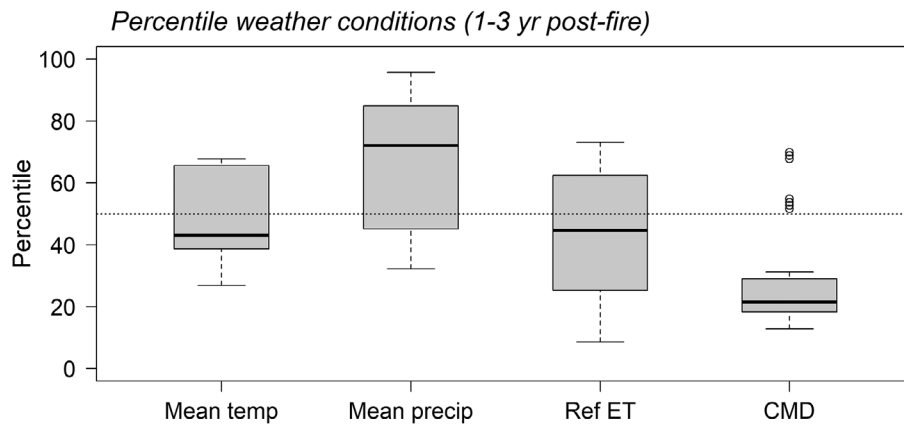 Percentile weather conditions (1-3 yr post-fire)
Percentile
100
80
60
40
20
0
Mean temp Mean precip Ref ET CMD